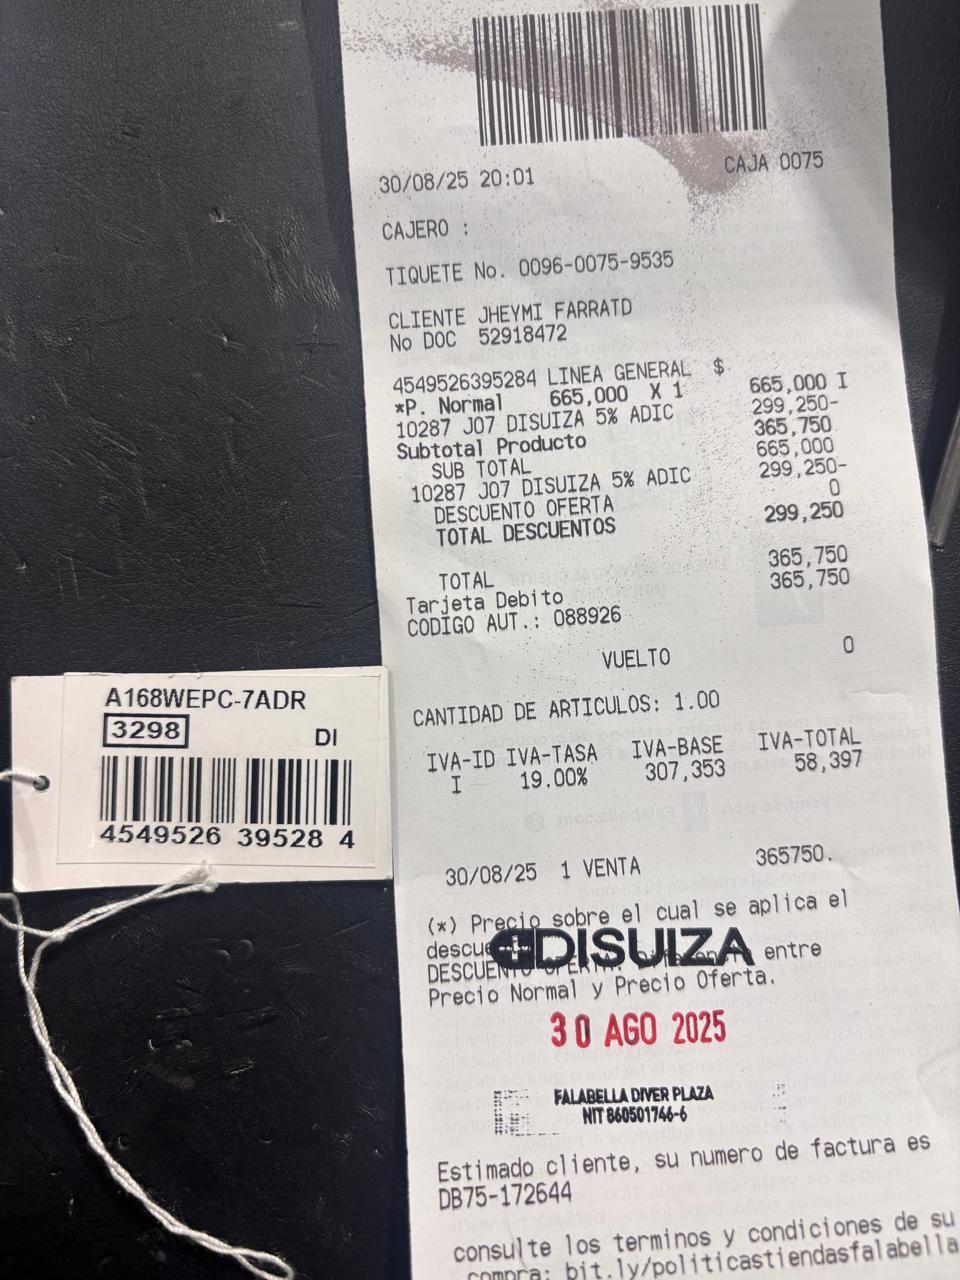 30/08/25 20:01 CAJA 0075
CAJERO :
TIQUETE No. 0096-0075-9535
CLIENTE JHEYMI FARRATD
No DOC 52918472
4549526395284 LINEA GENERAL $
*P. Normal 665,000 X 1 665,000 I
10287 J07 DISUIZA 5% ADIC 299,250-
Subtotal Producto 365,750
SUB TOTAL 665,000
10287 J07 DISUIZA 5% ADIC 299,250-
DESCUENTO OFERTA 0
TOTAL DESCUENTOS 299,250
TOTAL 365,750
Tarjeta Debito 365,750
CODIGO AUT.: 088926
VUELTO 0
CANTIDAD DE ARTICULOS: 1.00
IVA-ID IVA-TASA IVA-BASE IVA-TOTAL
I 19.00% 307,353 58,397
30/08/25 1 VENTA 365750.
(*) Precio sobre el cual se aplica el
entre
DISUIZA
Precio Normal y Precio Oferta.
30 AGO 2025
FALABELLA DIVER PLAZA
NIT 860501746-6
Estimado cliente, su numero de factura es
DB75-172644
consulte los terminos y condiciones de su
compra: bit.ly/politicastiendasfalabella
A168WEPC-7ADR
3298 DI
4549526 39528 4